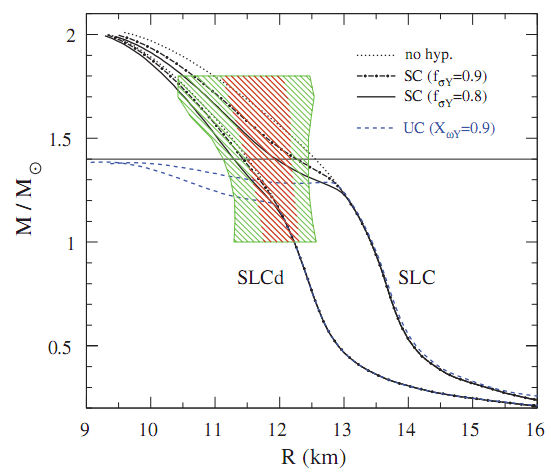 2
1.5
1
0.5
M / M⊙
no hyp.
SC (fσY=0.9)
SC (fσY=0.8)
UC (XωY=0.9)
SLCd
SLC
9 10 11 12 13 14 15 16
R (km)